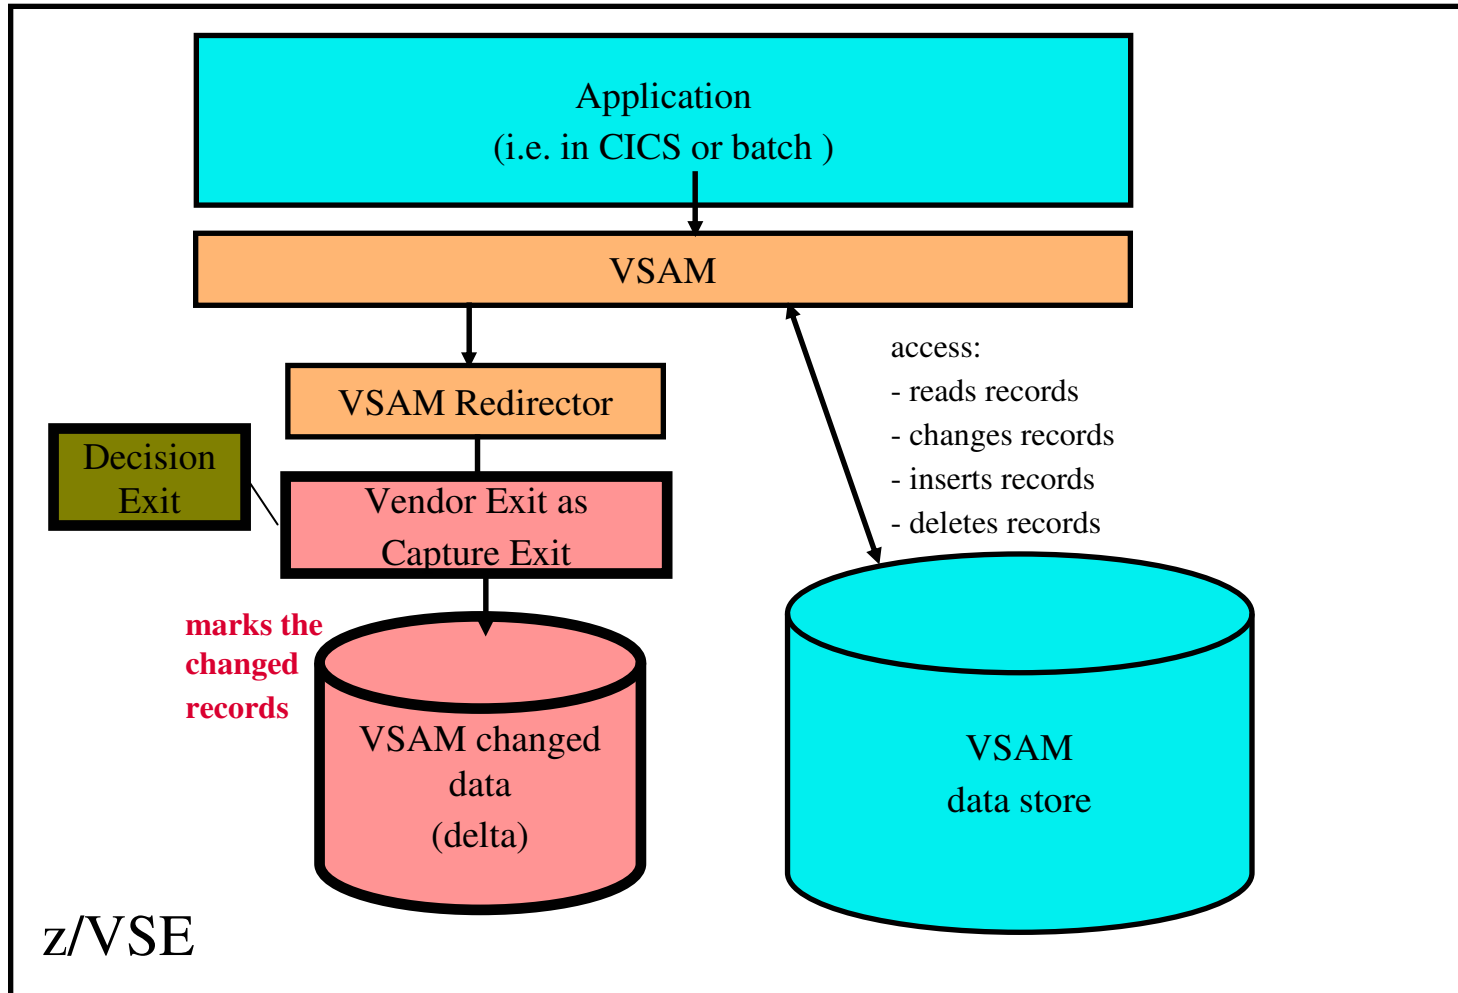 Application
(i.e. in CICS or batch )
VSAM
access:
- reads records
- changes records
- inserts records
- deletes records
VSAM Redirector
Decision
Exit
Vendor Exit as
Capture Exit
marks the
changed
records
VSAM changed
data
(delta)
VSAM
data store
z/VSE